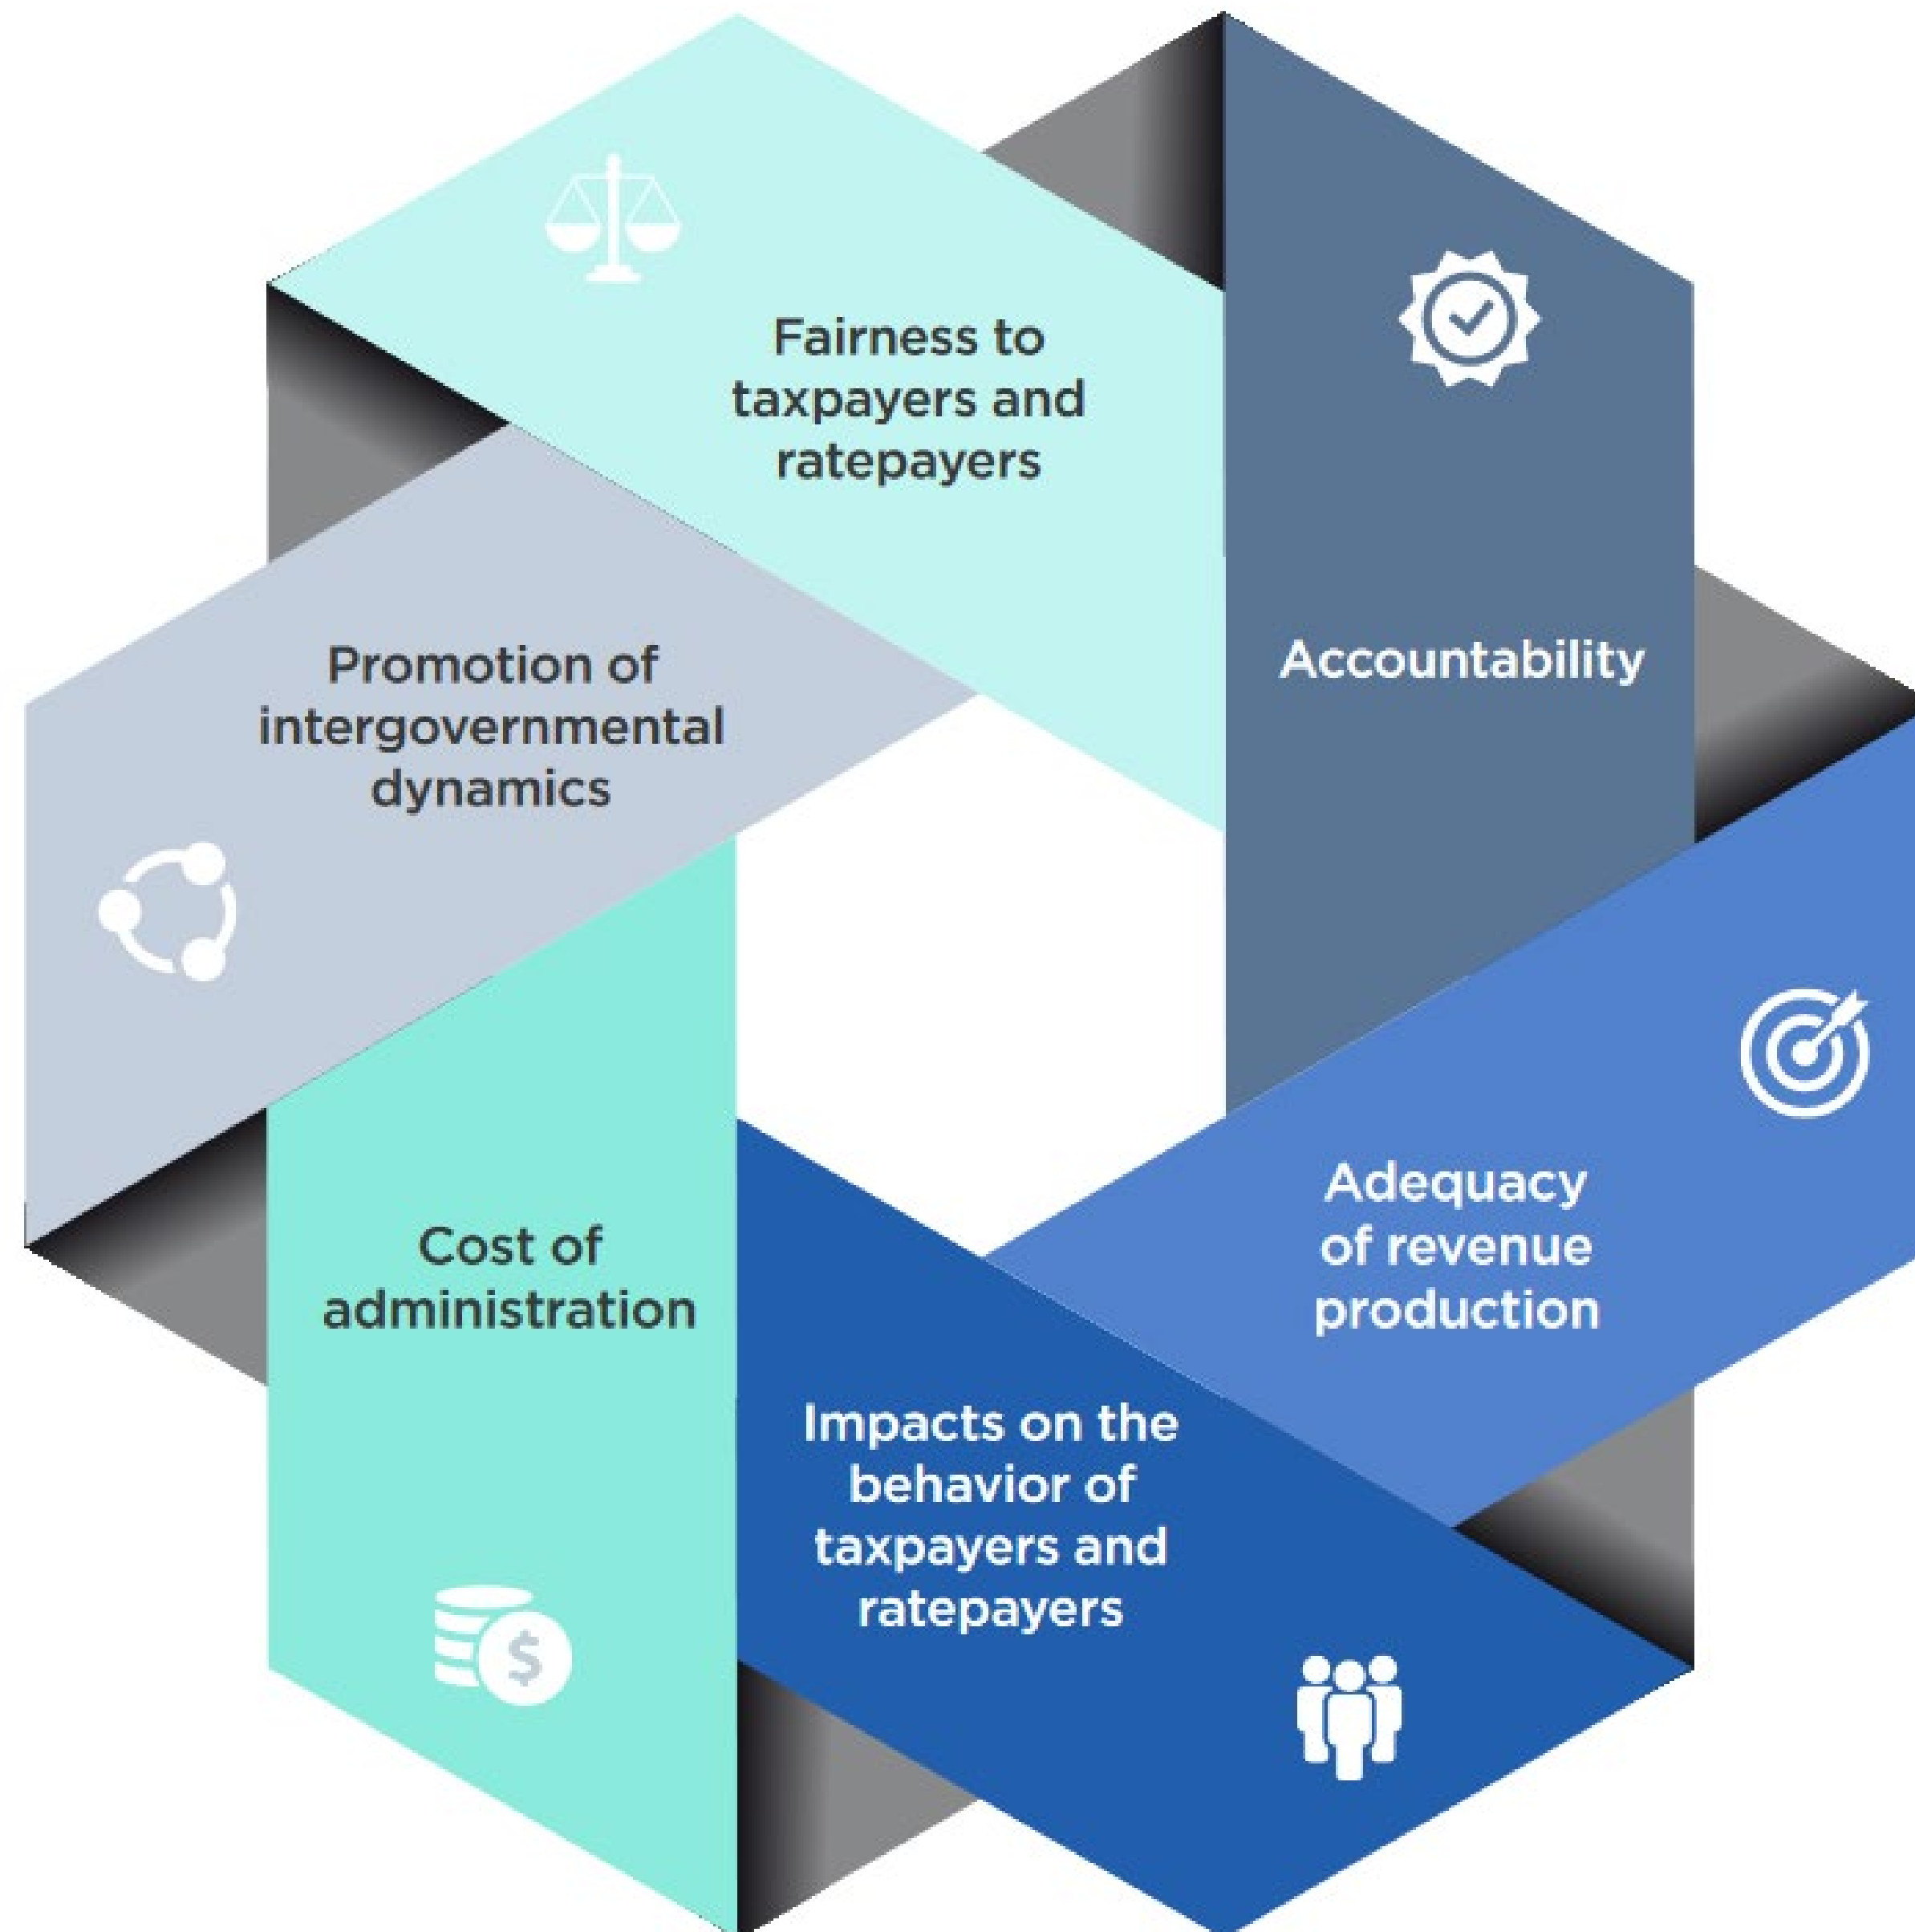 Fairness to
taxpayers and
ratepayers
Accountability
Promotion of
intergovernmental
dynamics
Adequacy
of revenue
production
Cost of
administration
Impacts on the
behavior of
taxpayers and
ratepayers
$